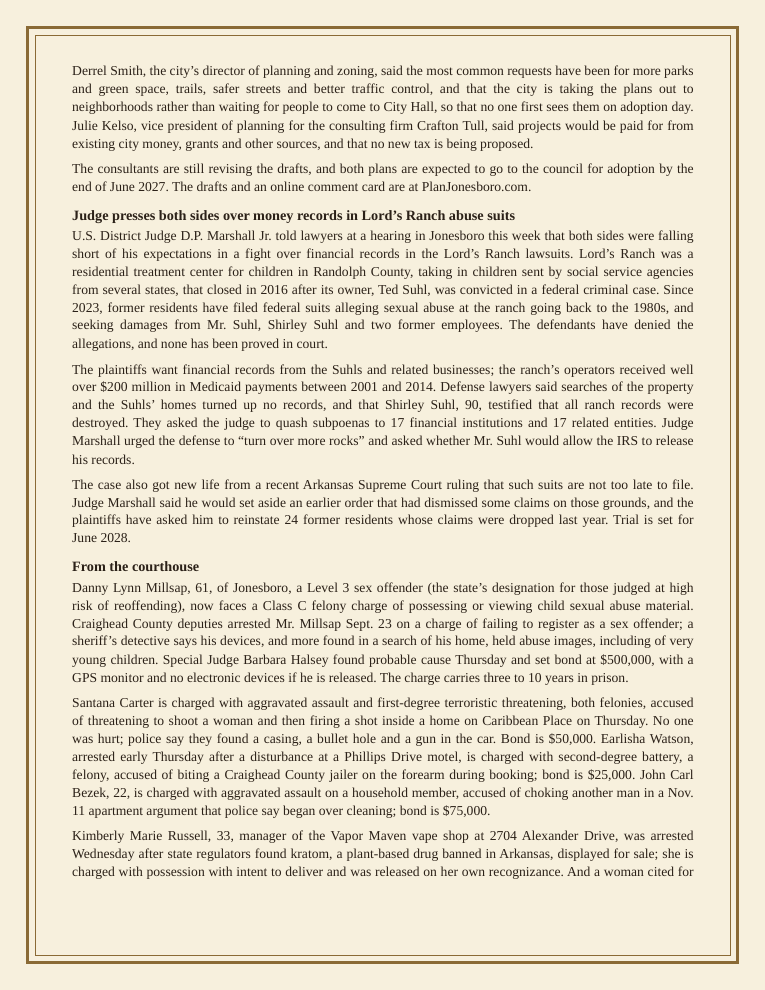 Derrel Smith, the city’s director of planning and zoning, said the most common requests have been for more parks
and green space, trails, safer streets and better traffic control, and that the city is taking the plans out to
neighborhoods rather than waiting for people to come to City Hall, so that no one first sees them on adoption day.
Julie Kelso, vice president of planning for the consulting firm Crafton Tull, said projects would be paid for from
existing city money, grants and other sources, and that no new tax is being proposed.
The consultants are still revising the drafts, and both plans are expected to go to the council for adoption by the
end of June 2027. The drafts and an online comment card are at PlanJonesboro.com.
Judge presses both sides over money records in Lord’s Ranch abuse suits
U.S. District Judge D.P. Marshall Jr. told lawyers at a hearing in Jonesboro this week that both sides were falling
short of his expectations in a fight over financial records in the Lord’s Ranch lawsuits. Lord’s Ranch was a
residential treatment center for children in Randolph County, taking in children sent by social service agencies
from several states, that closed in 2016 after its owner, Ted Suhl, was convicted in a federal criminal case. Since
2023, former residents have filed federal suits alleging sexual abuse at the ranch going back to the 1980s, and
seeking damages from Mr. Suhl, Shirley Suhl and two former employees. The defendants have denied the
allegations, and none has been proved in court.
The plaintiffs want financial records from the Suhls and related businesses; the ranch’s operators received well
over $200 million in Medicaid payments between 2001 and 2014. Defense lawyers said searches of the property
and the Suhls’ homes turned up no records, and that Shirley Suhl, 90, testified that all ranch records were
destroyed. They asked the judge to quash subpoenas to 17 financial institutions and 17 related entities. Judge
Marshall urged the defense to “turn over more rocks” and asked whether Mr. Suhl would allow the IRS to release
his records.
The case also got new life from a recent Arkansas Supreme Court ruling that such suits are not too late to file.
Judge Marshall said he would set aside an earlier order that had dismissed some claims on those grounds, and the
plaintiffs have asked him to reinstate 24 former residents whose claims were dropped last year. Trial is set for
June 2028.
From the courthouse
Danny Lynn Millsap, 61, of Jonesboro, a Level 3 sex offender (the state’s designation for those judged at high
risk of reoffending), now faces a Class C felony charge of possessing or viewing child sexual abuse material.
Craighead County deputies arrested Mr. Millsap Sept. 23 on a charge of failing to register as a sex offender; a
sheriff’s detective says his devices, and more found in a search of his home, held abuse images, including of very
young children. Special Judge Barbara Halsey found probable cause Thursday and set bond at $500,000, with a
GPS monitor and no electronic devices if he is released. The charge carries three to 10 years in prison.
Santana Carter is charged with aggravated assault and first-degree terroristic threatening, both felonies, accused
of threatening to shoot a woman and then firing a shot inside a home on Caribbean Place on Thursday. No one
was hurt; police say they found a casing, a bullet hole and a gun in the car. Bond is $50,000. Earlisha Watson,
arrested early Thursday after a disturbance at a Phillips Drive motel, is charged with second-degree battery, a
felony, accused of biting a Craighead County jailer on the forearm during booking; bond is $25,000. John Carl
Bezek, 22, is charged with aggravated assault on a household member, accused of choking another man in a Nov.
11 apartment argument that police say began over cleaning; bond is $75,000.
Kimberly Marie Russell, 33, manager of the Vapor Maven vape shop at 2704 Alexander Drive, was arrested
Wednesday after state regulators found kratom, a plant-based drug banned in Arkansas, displayed for sale; she is
charged with possession with intent to deliver and was released on her own recognizance. And a woman cited for